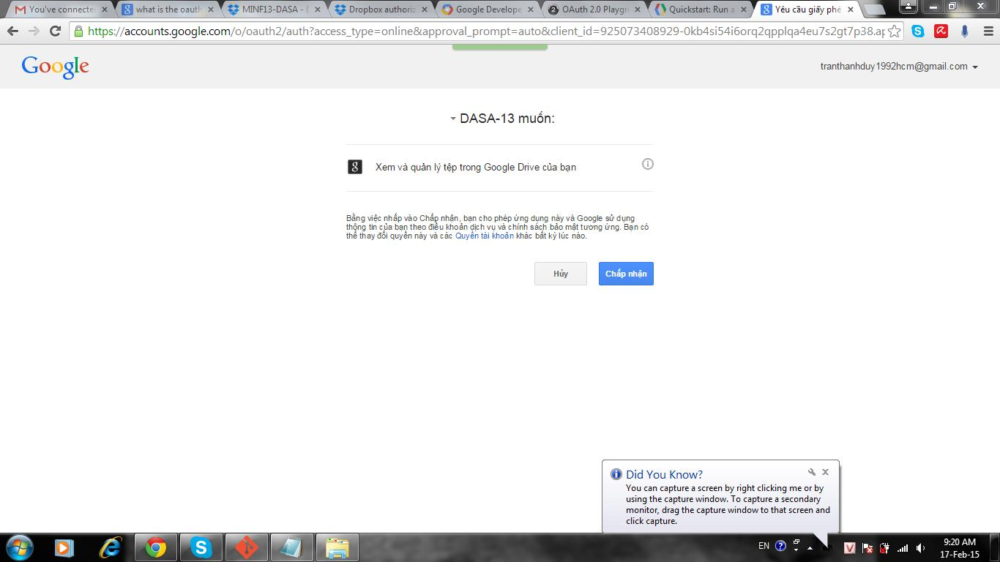 You've connecte
what is the oauth
MINF13-DASA - D
Dropbox authoriz
Google Develope
OAuth 2.0 Playgr
Quickstart: Run a
Yêu cầu giấy phé
https://accounts.google.com/o/oauth2/auth?access_type=online&approval_prompt=auto&client_id=925073408929-0kb4si54i6orq2qpplqa4eu7s2gt7p38.ap
Google
tranthanhduy1992hcm@gmail.com
DASA-13 muốn:
Xem và quản lý tệp trong Google Drive của bạn
Bằng việc nhấp vào Chấp nhận, bạn cho phép ứng dụng này và Google sử dụng
thông tin của bạn theo điều khoản dịch vụ và chính sách bảo mật tương ứng. Bạn có
thể thay đổi quyền này và các Quyền tài khoản khác bất kỳ lúc nào.
Hủy
Chấp nhận
Did You Know?
You can capture a screen by right clicking me or by
using the capture window. To capture a secondary
monitor, drag the capture window to that screen and
click capture.
EN
9:20 AM
17-Feb-15